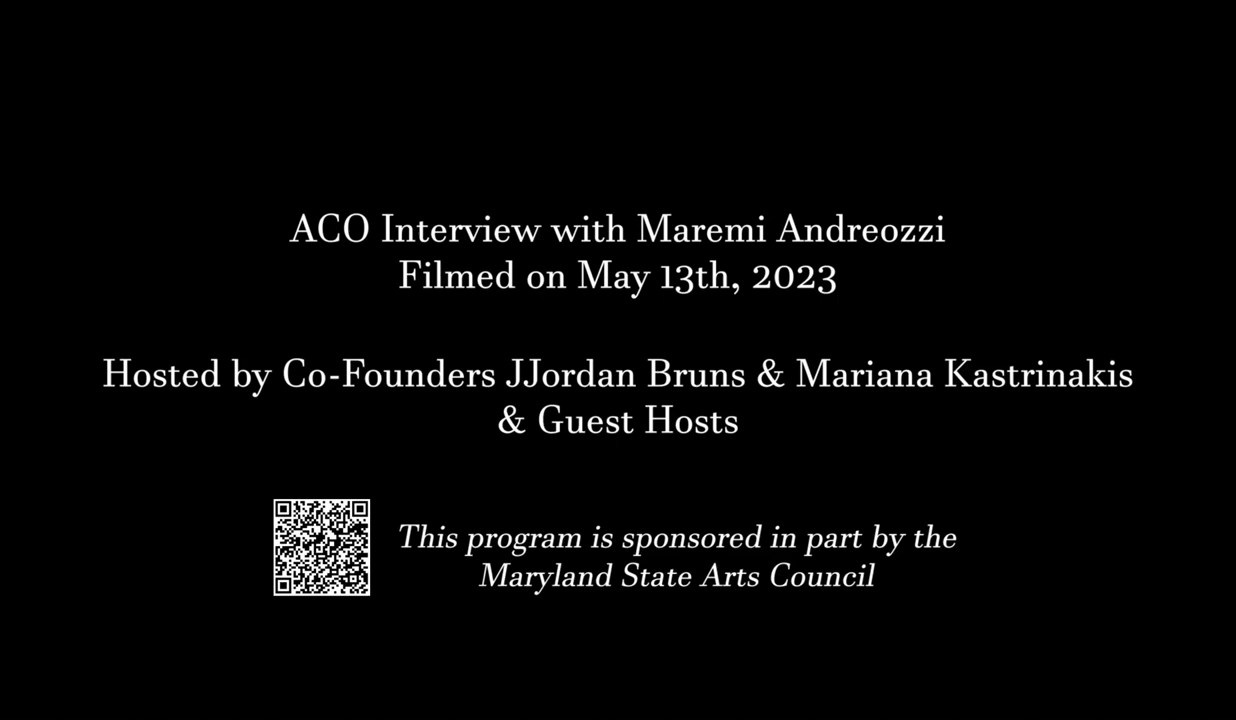 ACO Interview with Maremi Andreozzi
Filmed on May 13th, 2023
Hosted by Co-Founders JJordan Bruns & Mariana Kastrinakis
& Guest Hosts
This program is sponsored in part by the
Maryland State Arts Council